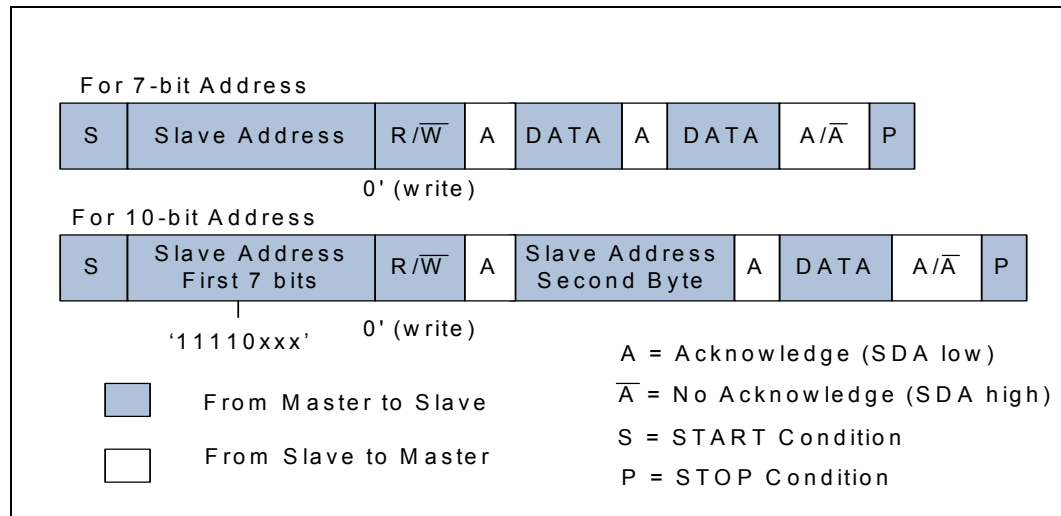 For 7-bit Address
S Slave Address R/W̅ A DATA A DATA A/A̅ P
0' (write)
For 10-bit Address
S Slave Address First 7 bits R/W̅ A Slave Address Second Byte A DATA A/A̅ P
'11110xxx' 0' (write)
A = Acknowledge (SDA low)
A̅ = No Acknowledge (SDA high)
From Master to Slave
S = START Condition
From Slave to Master
P = STOP Condition